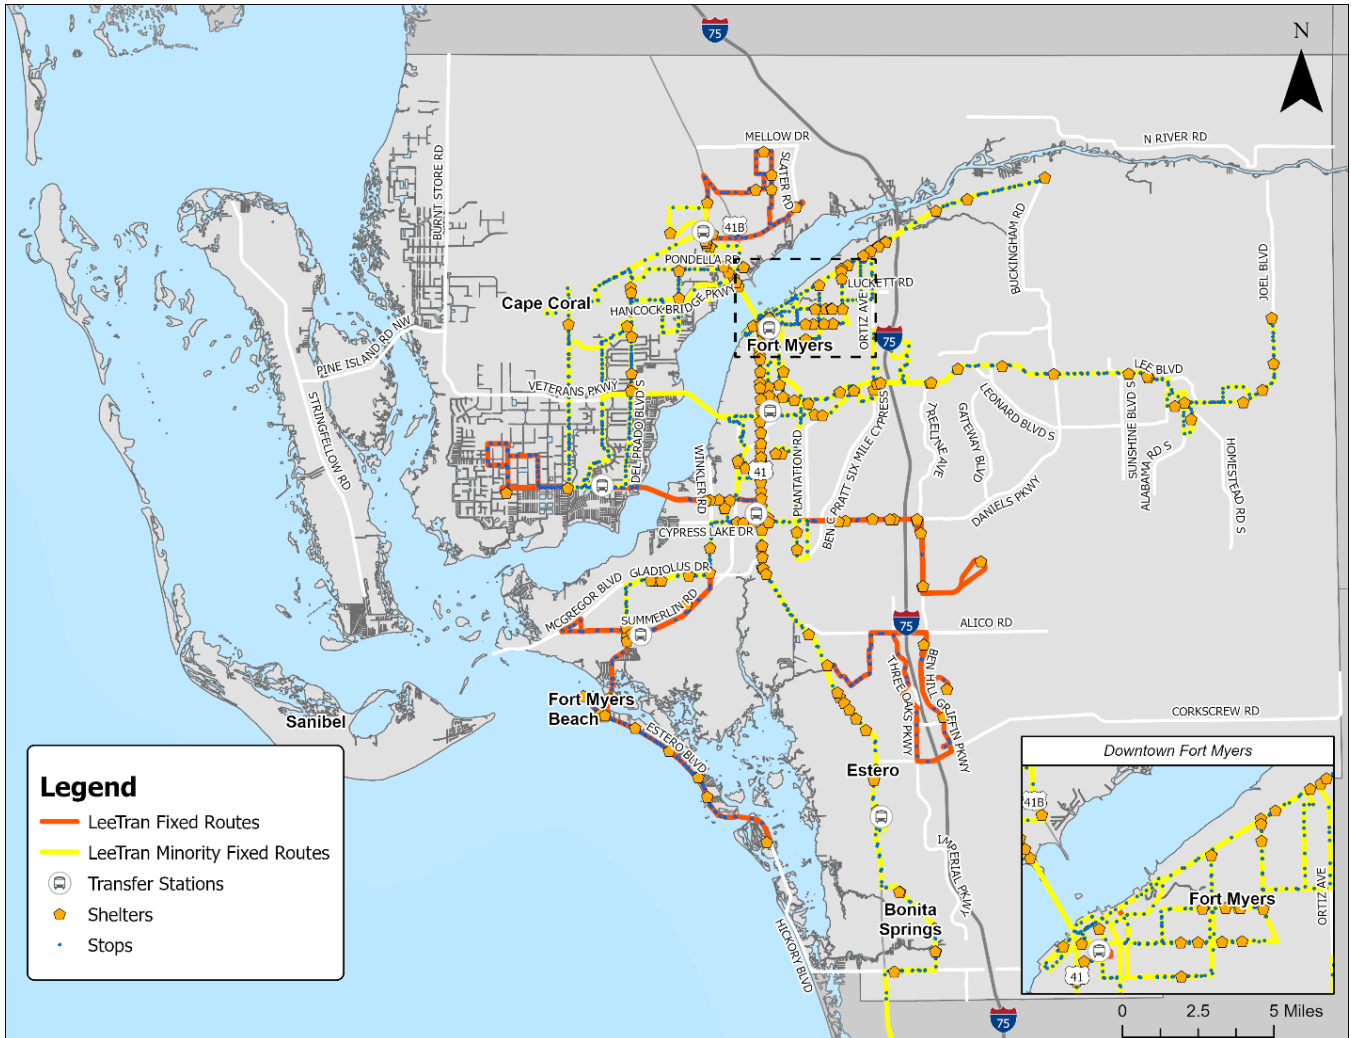 75
N
MELLOW DR
N RIVER RD
SLATER RD
BURNT STORE RD
41B
BUCKINGHAM RD
JOEL BLVD
PONDELLA RD
LUCKETT RD
Cape Coral
HANCOCK BRIDGE PKWY
ORTIZ AVE
PINE ISLAND RD NW
Fort Myers
75
LEE BLVD
VETERANS PKWY
DEL PRADO BLVD S
STRINGFELLOW RD
LEONARD BLVD S
SUNSHINE BLVD S
TREELINE AVE
GATEWAY BLVD
ALABAMA RD S
HOMESTEAD RD S
WINKLER RD
41
PLANTATION RD
BEN C PRATT SIX MILE CYPRESS
DANIELS PKWY
CYPRESS LAKE DR
GLADIOLUS DR
MCGREGOR BLVD
SUMMERLIN RD
75
ALICO RD
THREE OAKS PKWY
BEN HILL GRIFFIN PKWY
Fort Myers
Beach
CORKSCREW RD
Sanibel
ESTERO BLVD
Estero
IMPERIAL PKWY
Bonita
Springs
HICKORY BLVD
75
Legend
LeeTran Fixed Routes
LeeTran Minority Fixed Routes
Transfer Stations
Shelters
Stops
Downtown Fort Myers
41B
Fort Myers
ORTIZ AVE
41
0 2.5 5 Miles